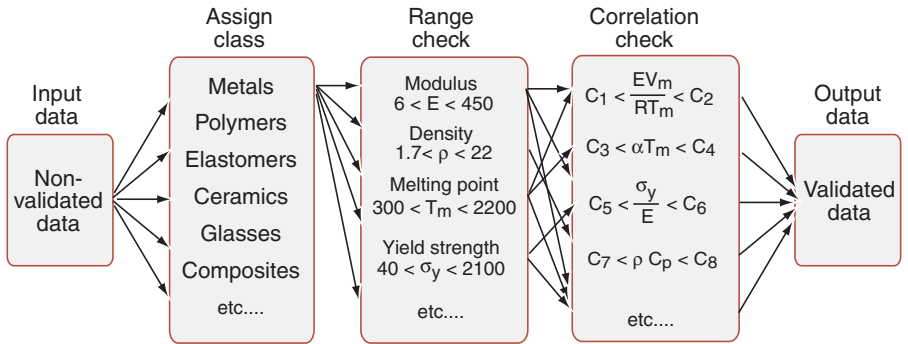 Input
data
Non-
validated
data
Assign
class
Metals
Polymers
Elastomers
Ceramics
Glasses
Composites
etc....
Range
check
Modulus
6 < E < 450
Density
1.7< ρ < 22
Melting point
300 < Tm < 2200
Yield strength
40 < σy < 2100
etc....
Correlation
check
C1 < EVm/RTm < C2
C3 < αTm < C4
C5 < σy/E < C6
C7 < ρ Cp < C8
etc....
Output
data
Validated
data